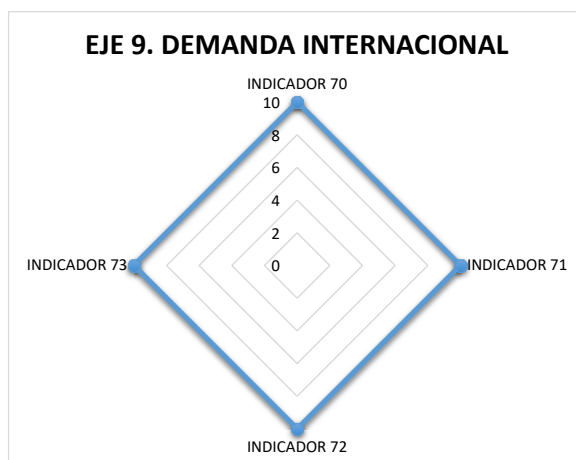 EJE 9. DEMANDA INTERNACIONAL
INDICADOR 70
10
8
6
4
2
0
INDICADOR 73
INDICADOR 71
INDICADOR 72